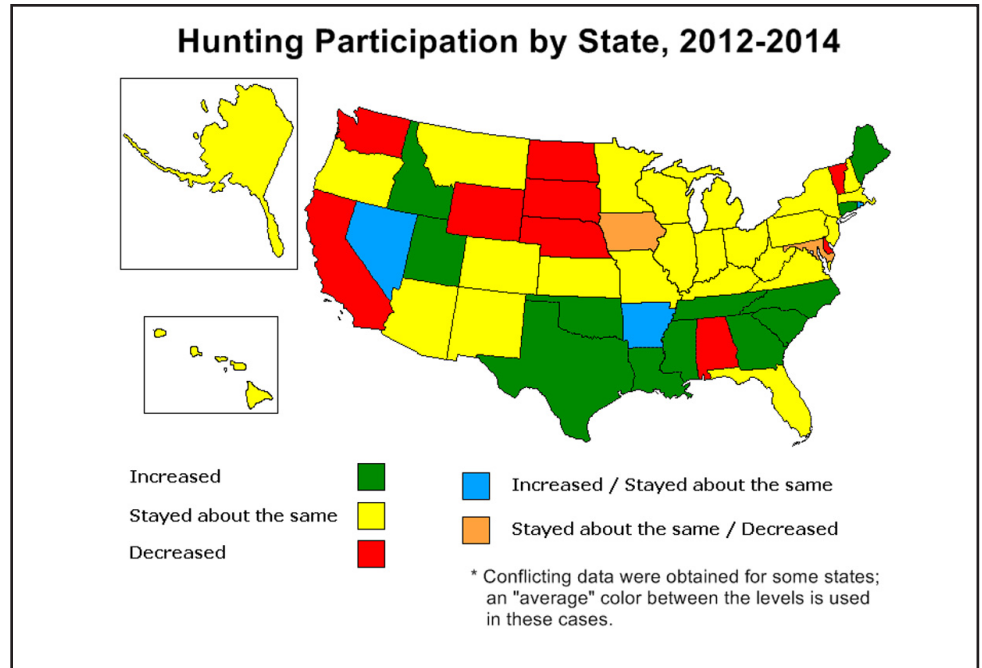 Hunting Participation by State, 2012-2014
Increased
Stayed about the same
Decreased
Increased / Stayed about the same
Stayed about the same / Decreased
* Conflicting data were obtained for some states;
an "average" color between the levels is used
in these cases.